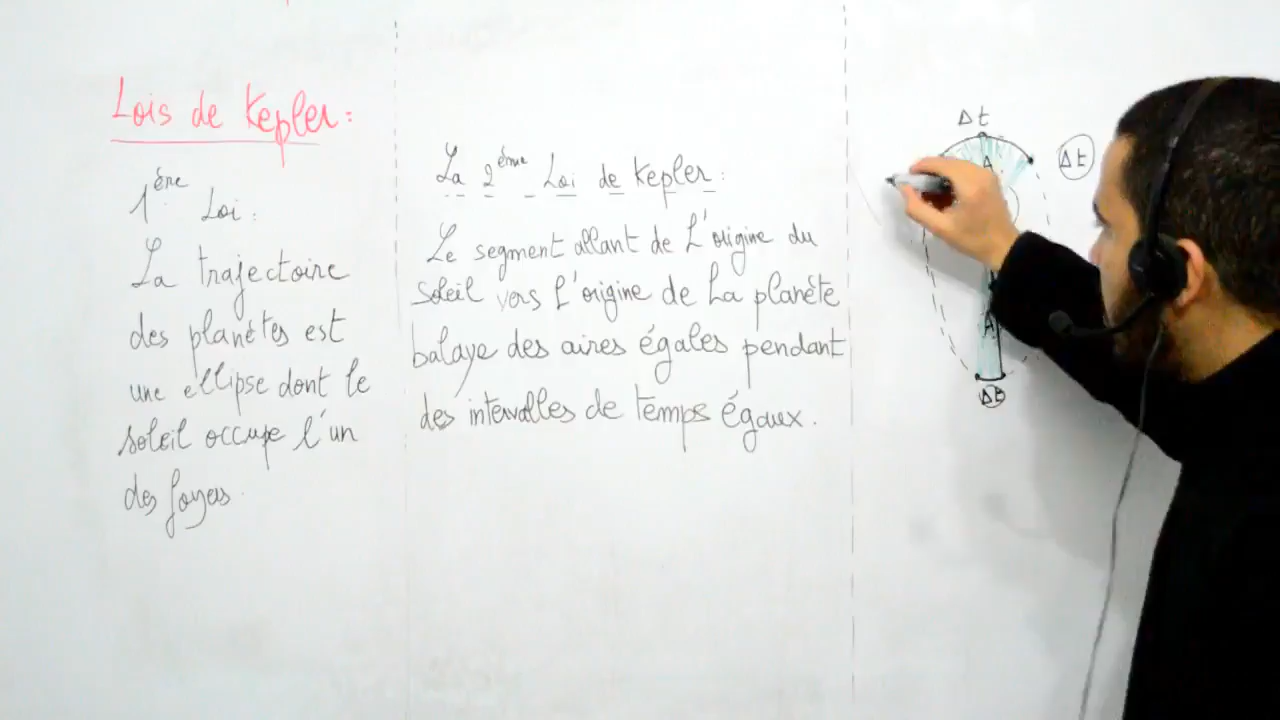 Lois de Kepler :
1ère Loi :
La trajectoire
des planètes est
une ellipse dont le
soleil occupe l'un
des foyers.
La 2ème Loi de Kepler :
Le segment allant de L'origine du
soleil vers L'origine de La planète
balaye des aires égales pendant
des intervalles de temps égaux.
Δt
Δt
A
A
Δt